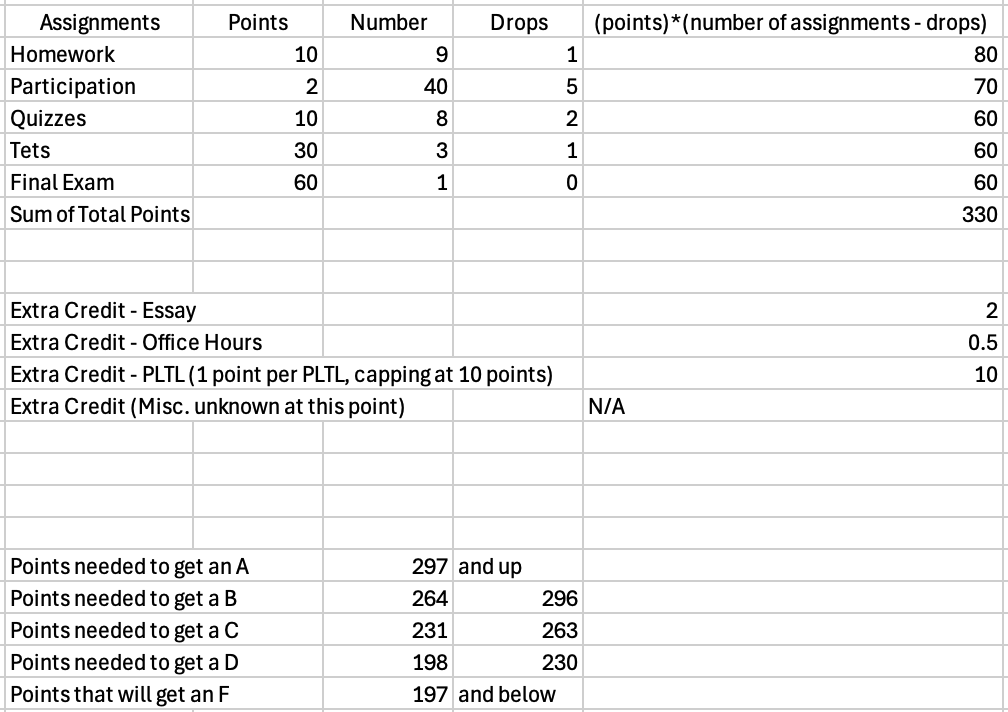 Assignments Points Number Drops (points)*(number of assignments - drops)
Homework 10 9 1 80
Participation 2 40 5 70
Quizzes 10 8 2 60
Tets 30 3 1 60
Final Exam 60 1 0 60
Sum of Total Points 330
Extra Credit - Essay 2
Extra Credit - Office Hours 0.5
Extra Credit - PLTL (1 point per PLTL, capping at 10 points) 10
Extra Credit (Misc. unknown at this point) N/A
Points needed to get an A 297 and up
Points needed to get a B 264 296
Points needed to get a C 231 263
Points needed to get a D 198 230
Points that will get an F 197 and below